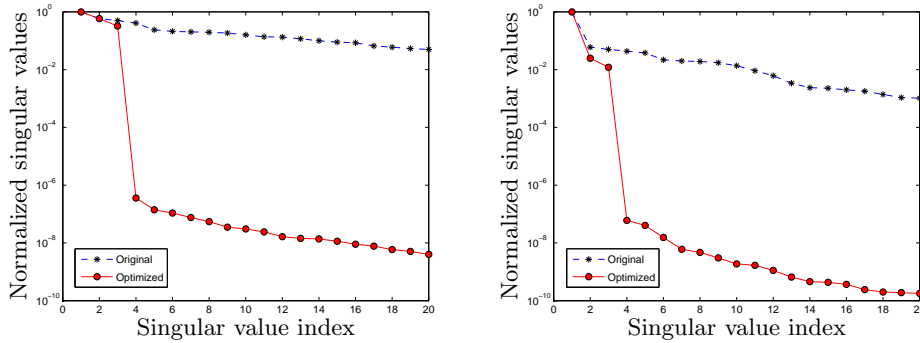 Normalized singular values
10^0
10^-2
10^-4
10^-6
10^-8
10^-10
Original
Optimized
0 2 4 6 8 10 12 14 16 18 20
Singular value index
Normalized singular values
10^0
10^-2
10^-4
10^-6
10^-8
10^-10
Original
Optimized
0 2 4 6 8 10 12 14 16 18 20
Singular value index